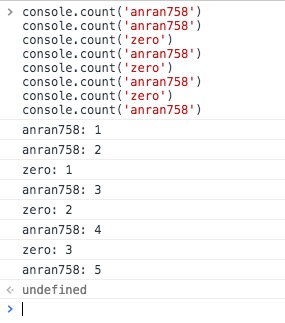 console.count('anran758')
console.count('anran758')
console.count('zero')
console.count('anran758')
console.count('zero')
console.count('anran758')
console.count('zero')
console.count('anran758')
anran758: 1
anran758: 2
zero: 1
anran758: 3
zero: 2
anran758: 4
zero: 3
anran758: 5
undefined